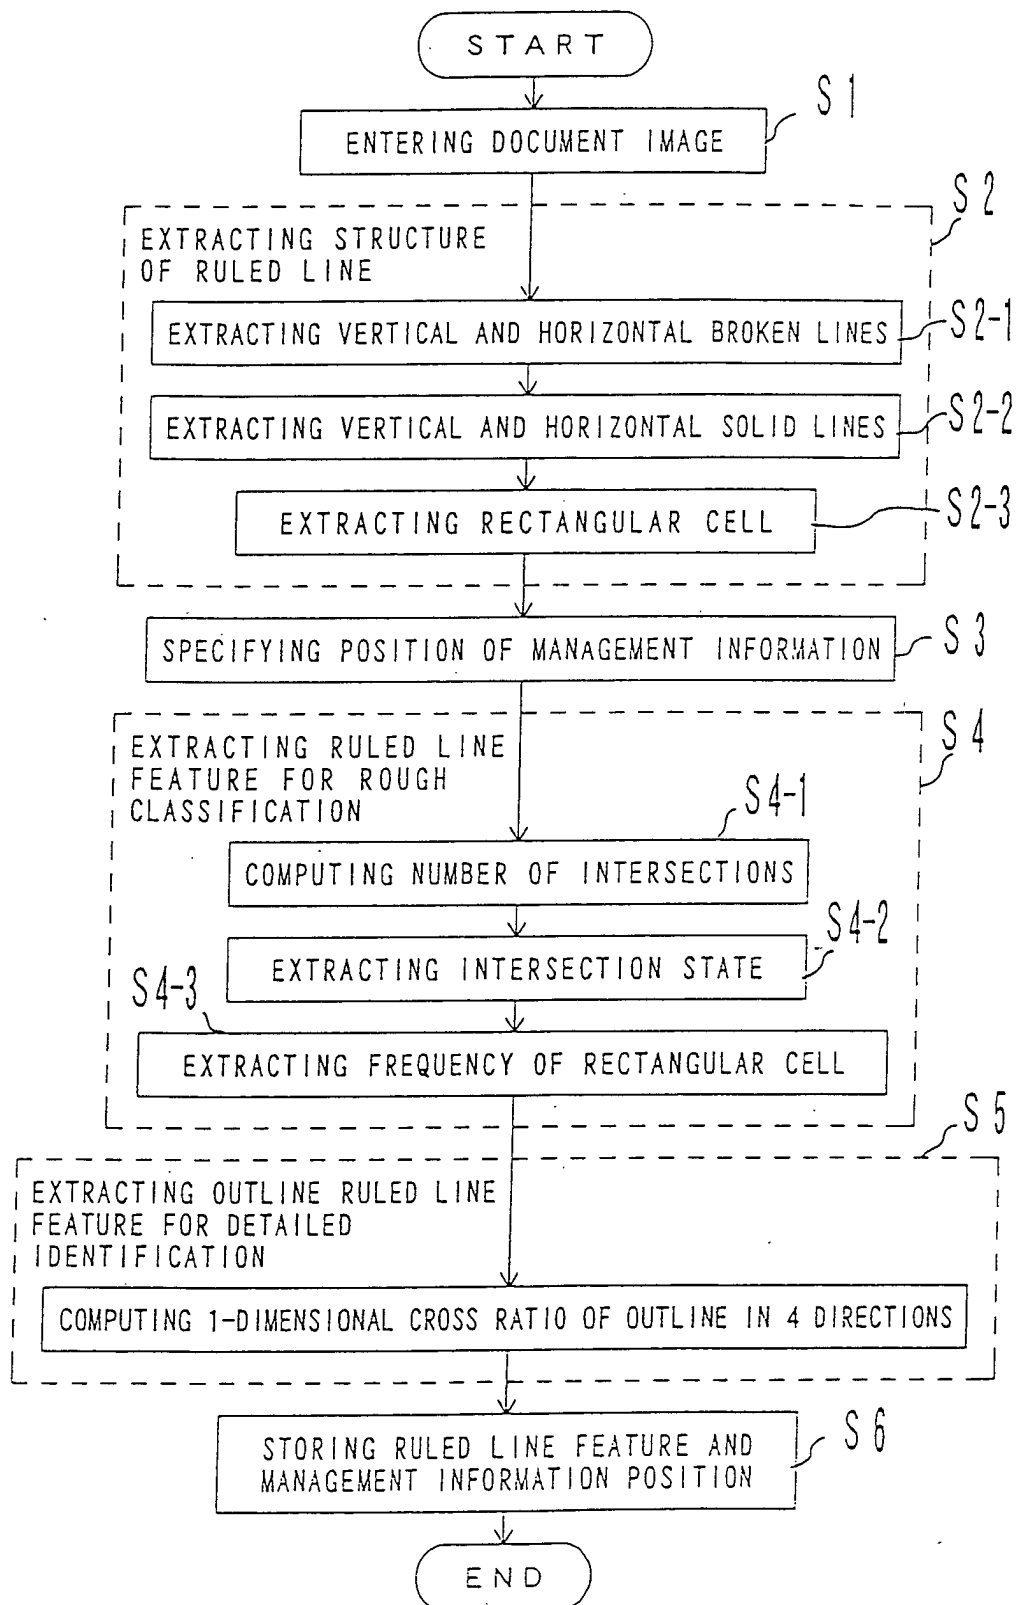 START
S1
ENTERING DOCUMENT IMAGE
S2
EXTRACTING STRUCTURE
OF RULED LINE
EXTRACTING VERTICAL AND HORIZONTAL BROKEN LINES
S2-1
EXTRACTING VERTICAL AND HORIZONTAL SOLID LINES
S2-2
EXTRACTING RECTANGULAR CELL
S2-3
SPECIFYING POSITION OF MANAGEMENT INFORMATION
S3
S4
EXTRACTING RULED LINE
FEATURE FOR ROUGH
CLASSIFICATION
S4-1
COMPUTING NUMBER OF INTERSECTIONS
S4-2
EXTRACTING INTERSECTION STATE
S4-3
EXTRACTING FREQUENCY OF RECTANGULAR CELL
S5
EXTRACTING OUTLINE RULED LINE
FEATURE FOR DETAILED
IDENTIFICATION
COMPUTING 1-DIMENSIONAL CROSS RATIO OF OUTLINE IN 4 DIRECTIONS
S6
STORING RULED LINE FEATURE AND
MANAGEMENT INFORMATION POSITION
END